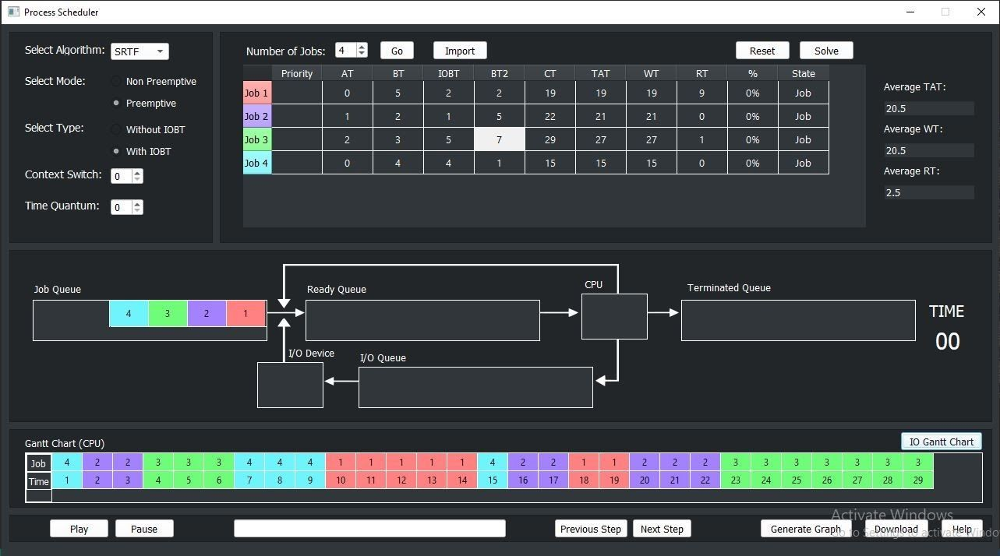 Process Scheduler
Select Algorithm: SRTF
Select Mode: Non Preemptive
Preemptive
Select Type: Without IOBT
With IOBT
Context Switch: 0
Time Quantum: 0
Number of Jobs: 4 Go Import Reset Solve
Priority AT BT IOBT BT2 CT TAT WT RT % State
Job 1 0 5 2 2 19 19 19 9 0% Job
Job 2 1 2 1 5 22 21 21 0 0% Job
Job 3 2 3 5 7 29 27 27 1 0% Job
Job 4 0 4 4 1 15 15 15 0 0% Job
Average TAT:
20.5
Average WT:
20.5
Average RT:
2.5
Job Queue Ready Queue CPU Terminated Queue
4 3 2 1
TIME
00
I/O Device I/O Queue
Gantt Chart (CPU) IO Gantt Chart
Job 4 2 2 3 3 3 4 4 4 1 1 1 1 1 4 2 2 1 1 2 2 2 3 3 3 3 3 3 3
Time 1 2 3 4 5 6 7 8 9 10 11 12 13 14 15 16 17 18 19 20 21 22 23 24 25 26 27 28 29
Activate Windows
Go to Settings to activate Windo
Play Pause Previous Step Next Step Generate Graph Download Help